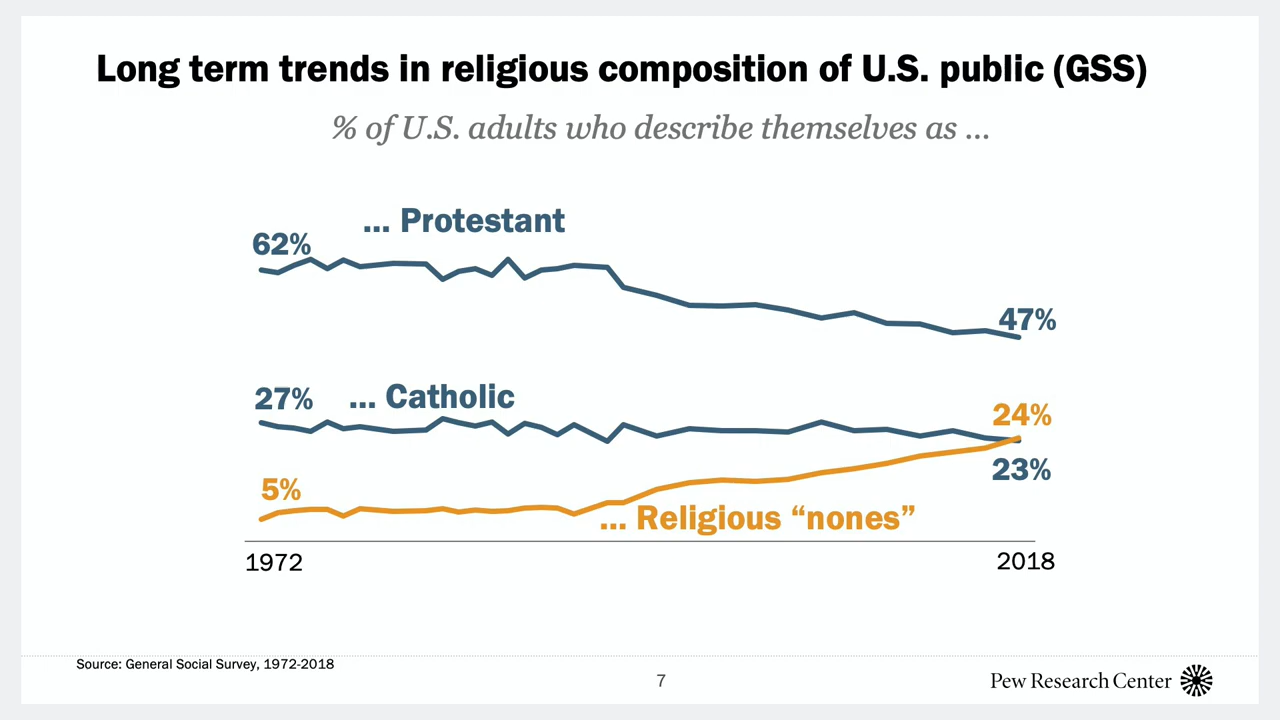 Long term trends in religious composition of U.S. public (GSS)
% of U.S. adults who describe themselves as ...
... Protestant
62%
47%
27%
... Catholic
24%
23%
5%
... Religious “nones”
1972
2018
Source: General Social Survey, 1972-2018
7
Pew Research Center